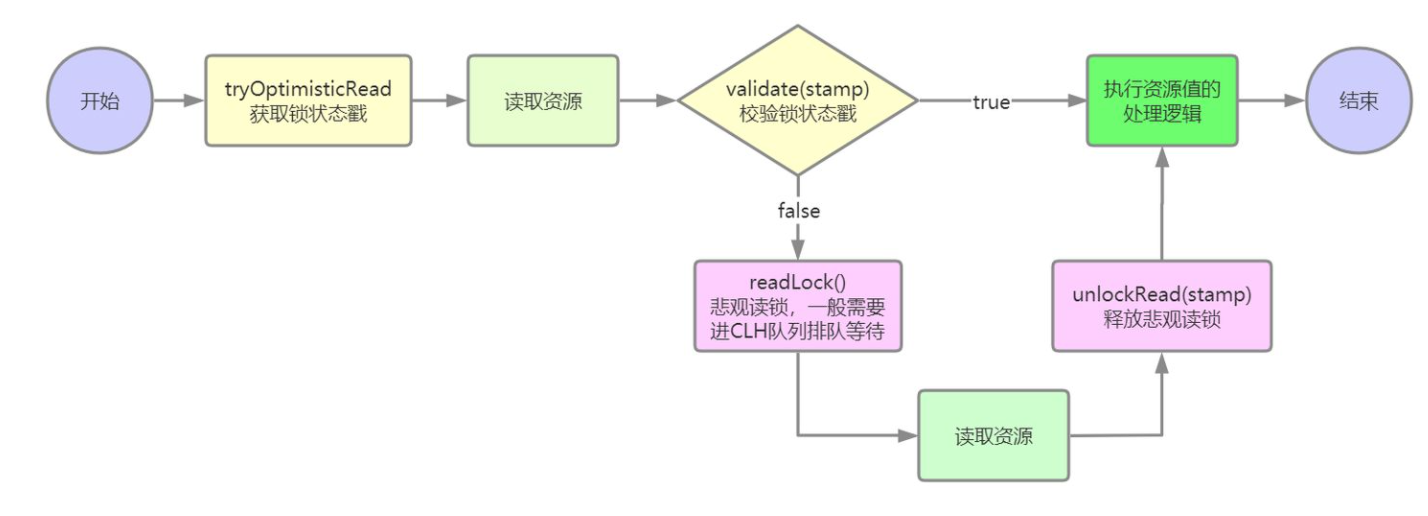 开始
tryOptimisticRead
获取锁状态戳
读取资源
validate(stamp)
校验锁状态戳
true
执行资源值的
处理逻辑
结束
false
readLock()
悲观读锁，一般需要
进CLH队列排队等待
读取资源
unlockRead(stamp)
释放悲观读锁